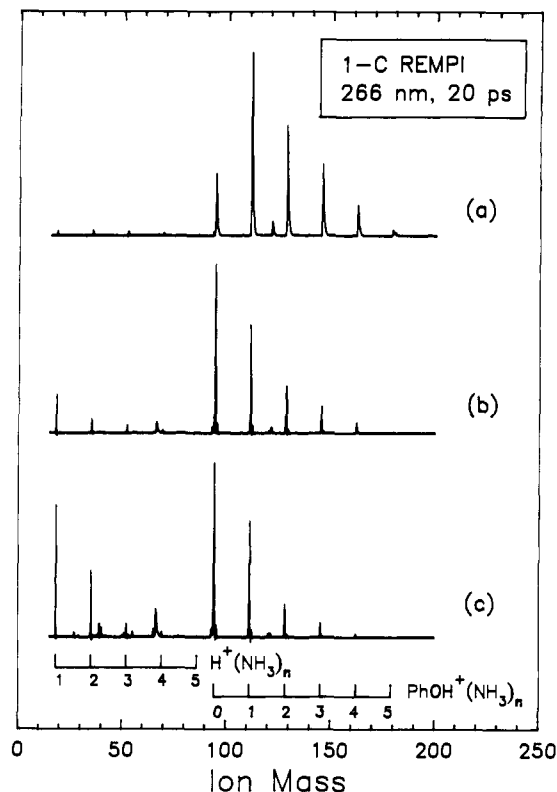 1-C REMPI
266 nm, 20 ps
(a)
(b)
(c)
H⁺(NH₃)ₙ
1 2 3 4 5
PhOH⁺(NH₃)ₙ
0 1 2 3 4 5
0 50 100 150 200 250
Ion Mass